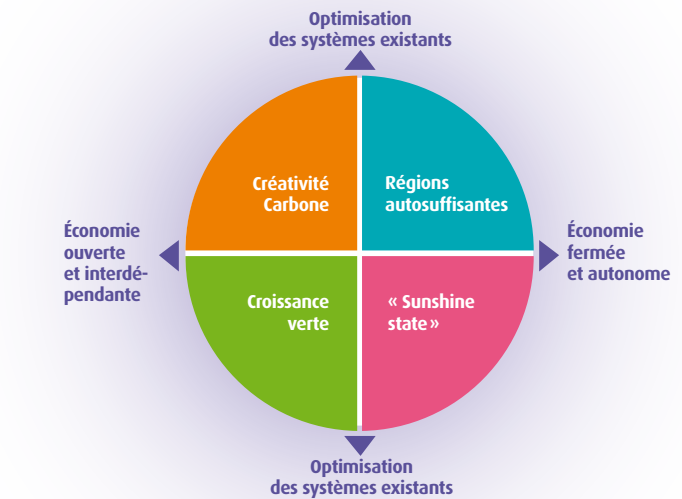 Optimisation
des systèmes existants
Créativité
Carbone
Régions
autosuffisantes
Économie
ouverte
et interdé-
pendante
Économie
fermée
et autonome
Croissance
verte
« Sunshine
state »
Optimisation
des systèmes existants